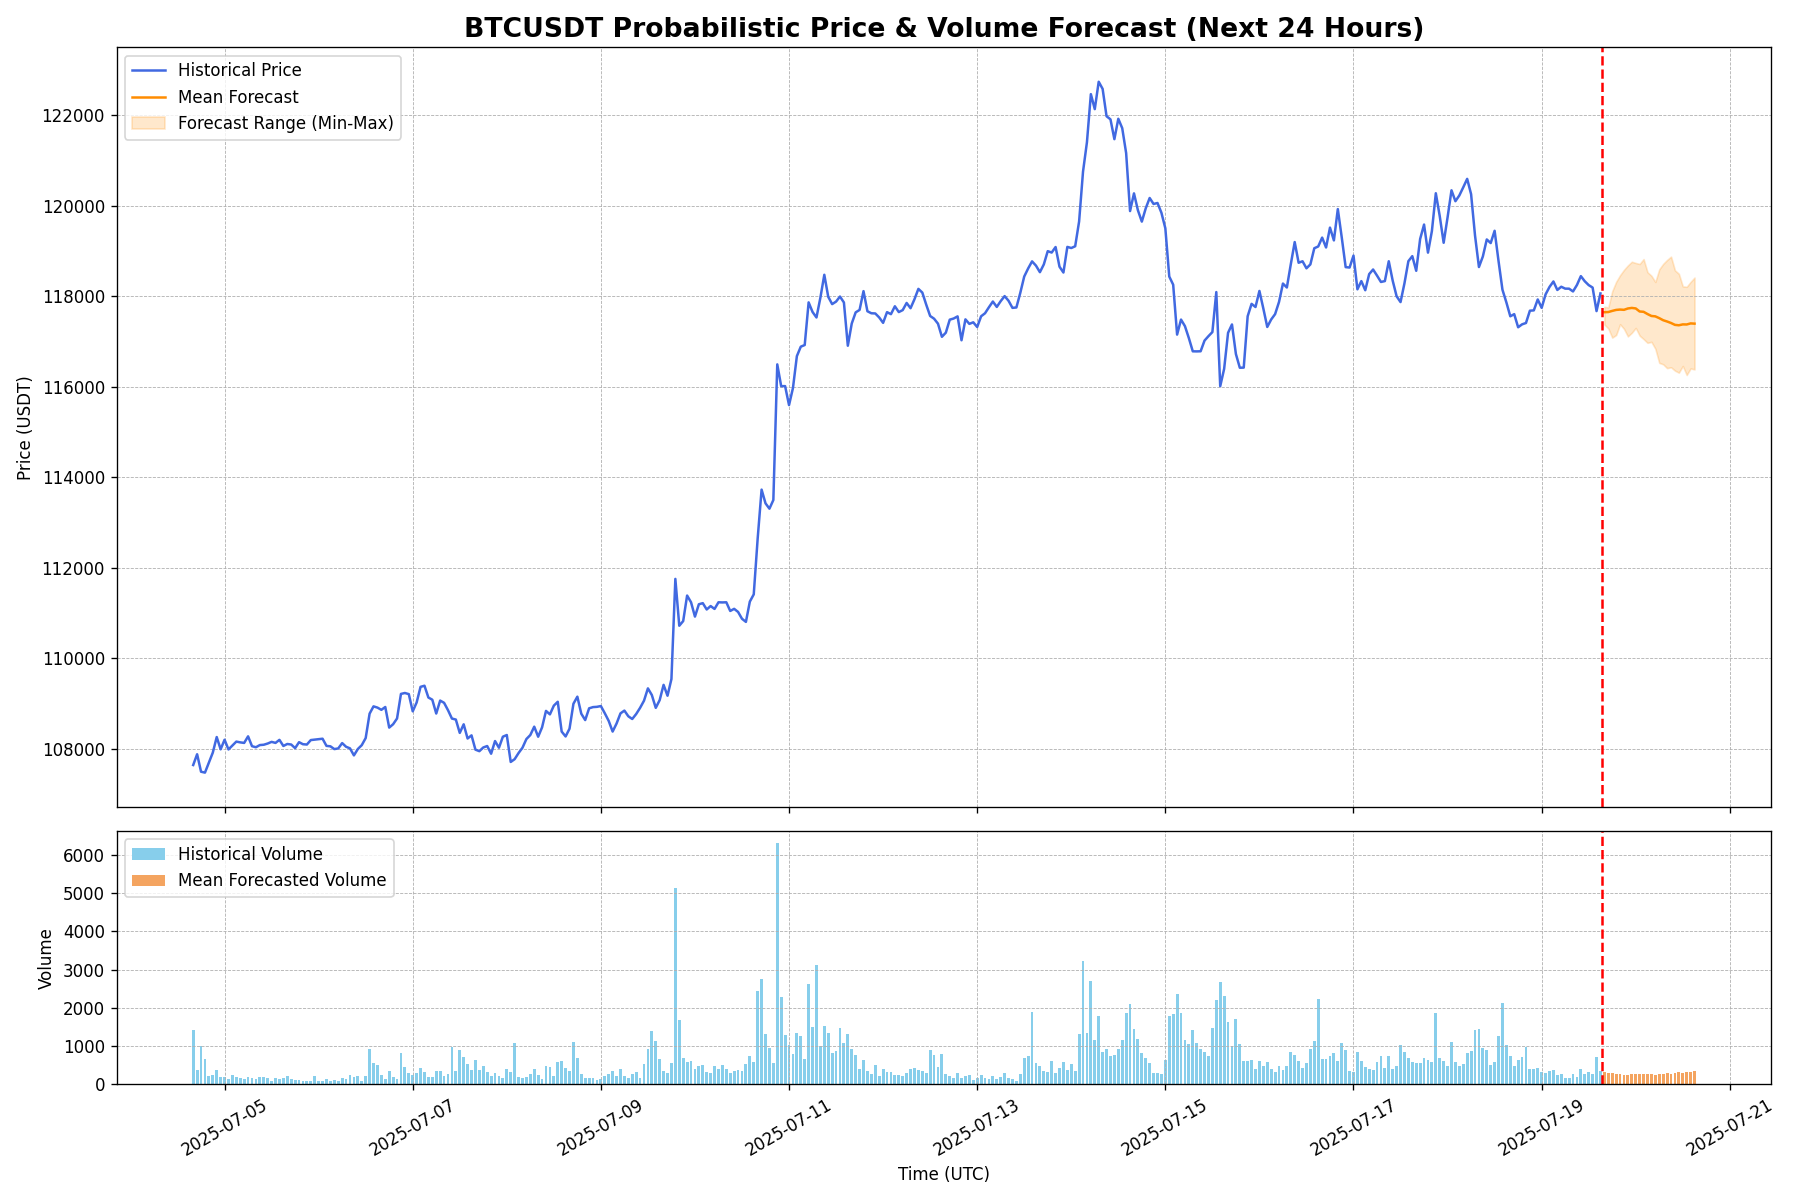 BTCUSDT Probabilistic Price & Volume Forecast (Next 24 Hours)
Historical Price
Mean Forecast
Forecast Range (Min-Max)
Price (USDT)
122000
120000
118000
116000
114000
112000
110000
108000
Historical Volume
Mean Forecasted Volume
Volume
6000
5000
4000
3000
2000
1000
0
2025-07-05
2025-07-07
2025-07-09
2025-07-11
2025-07-13
2025-07-15
2025-07-17
2025-07-19
2025-07-21
Time (UTC)